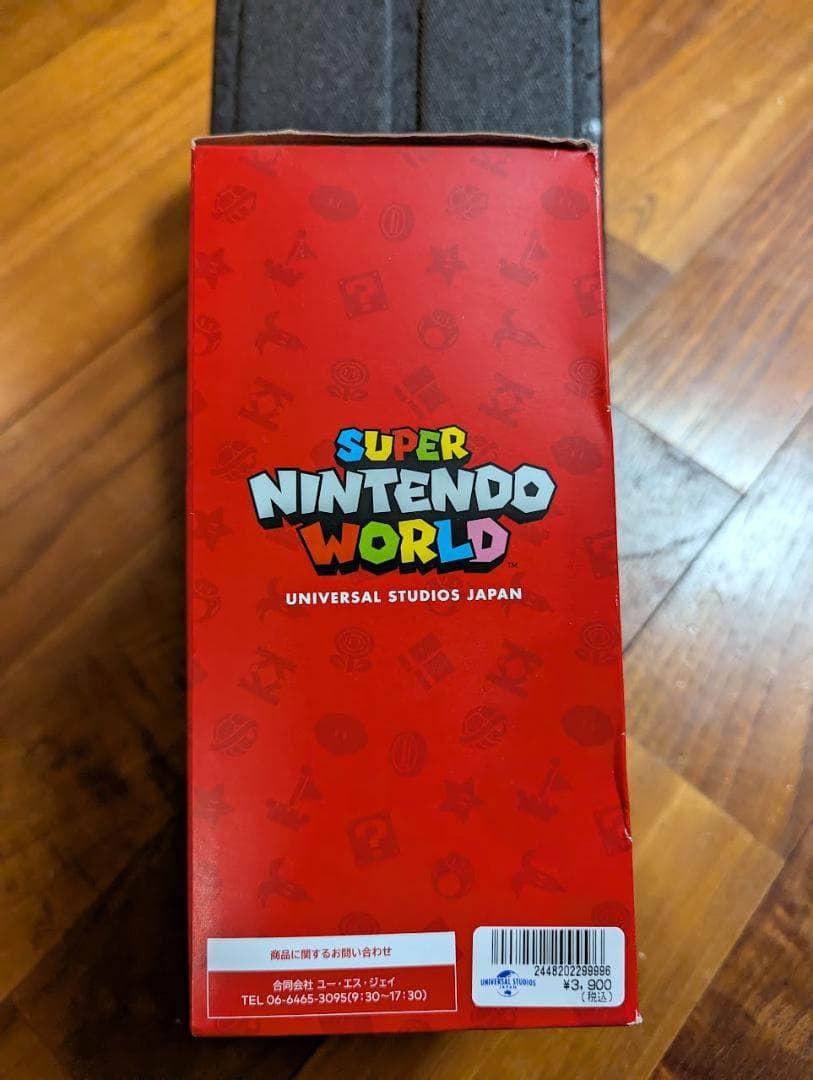 SUPER
NINTENDO
WORLD™
UNIVERSAL STUDIOS JAPAN
商品に関するお問い合わせ
合同会社 ユー・エス・ジェイ
TEL 06-6465-3095(9:30～17:30)
2448202299996
UNIVERSAL STUDIOS
JAPAN
¥3,900
(税込)